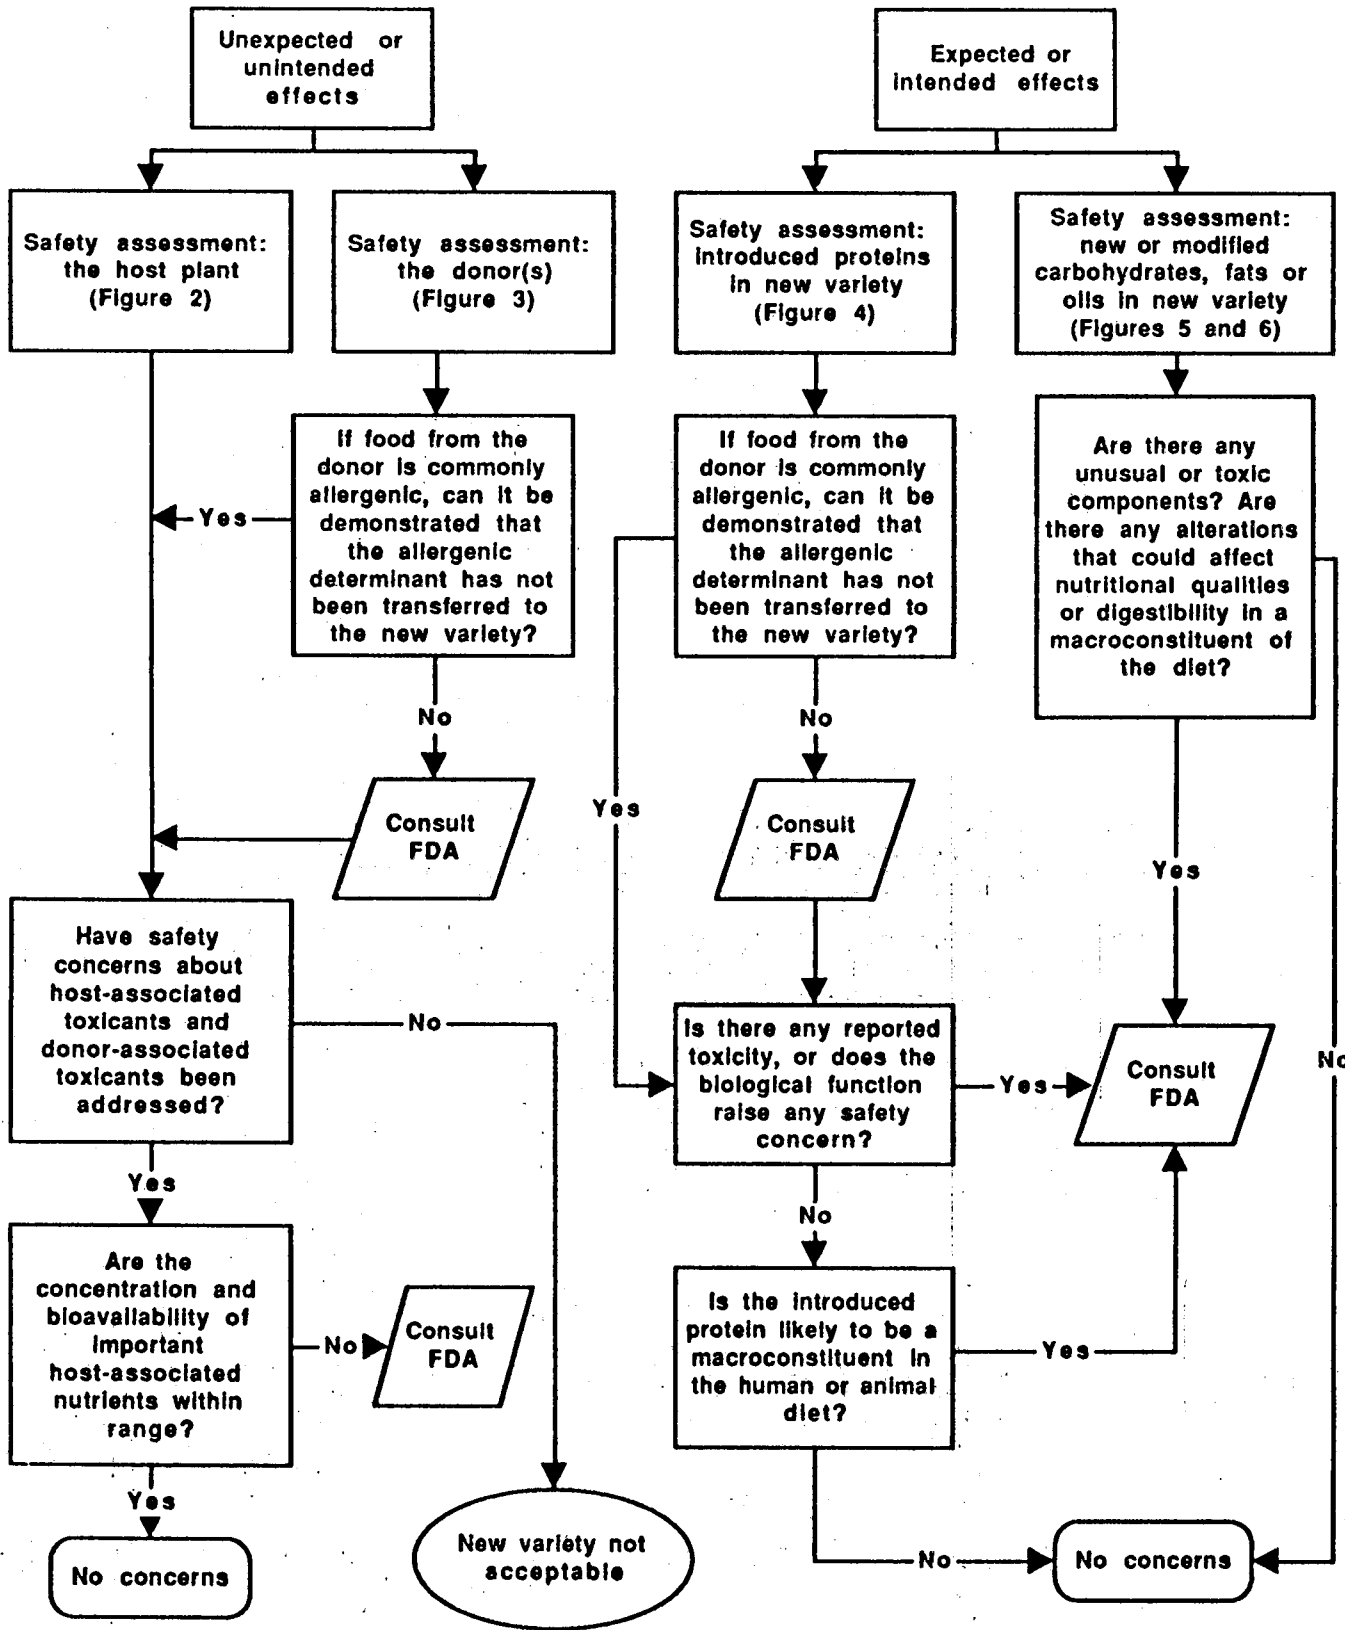 Unexpected or
unintended
effects
Expected or
intended effects
Safety assessment:
the host plant
(Figure 2)
Safety assessment:
the donor(s)
(Figure 3)
Safety assessment:
introduced proteins
in new variety
(Figure 4)
Safety assessment:
new or modified
carbohydrates, fats or
oils in new variety
(Figures 5 and 6)
If food from the
donor is commonly
allergenic, can it be
demonstrated that
the allergenic
determinant has not
been transferred to
the new variety?
If food from the
donor is commonly
allergenic, can it be
demonstrated that
the allergenic
determinant has not
been transferred to
the new variety?
Are there any
unusual or toxic
components? Are
there any alterations
that could affect
nutritional qualities
or digestibility in a
macroconstituent of
the diet?
Yes
No
No
Yes
Consult
FDA
Consult
FDA
Yes
Have safety
concerns about
host-associated
toxicants and
donor-associated
toxicants been
addressed?
No
Is there any reported
toxicity, or does the
biological function
raise any safety
concern?
Yes
Consult
FDA
No
Yes
No
Are the
concentration and
bioavailability of
important
host-associated
nutrients within
range?
No
Consult
FDA
Is the introduced
protein likely to be a
macroconstituent in
the human or animal
diet?
Yes
Yes
No concerns
New variety not
acceptable
No
No concerns